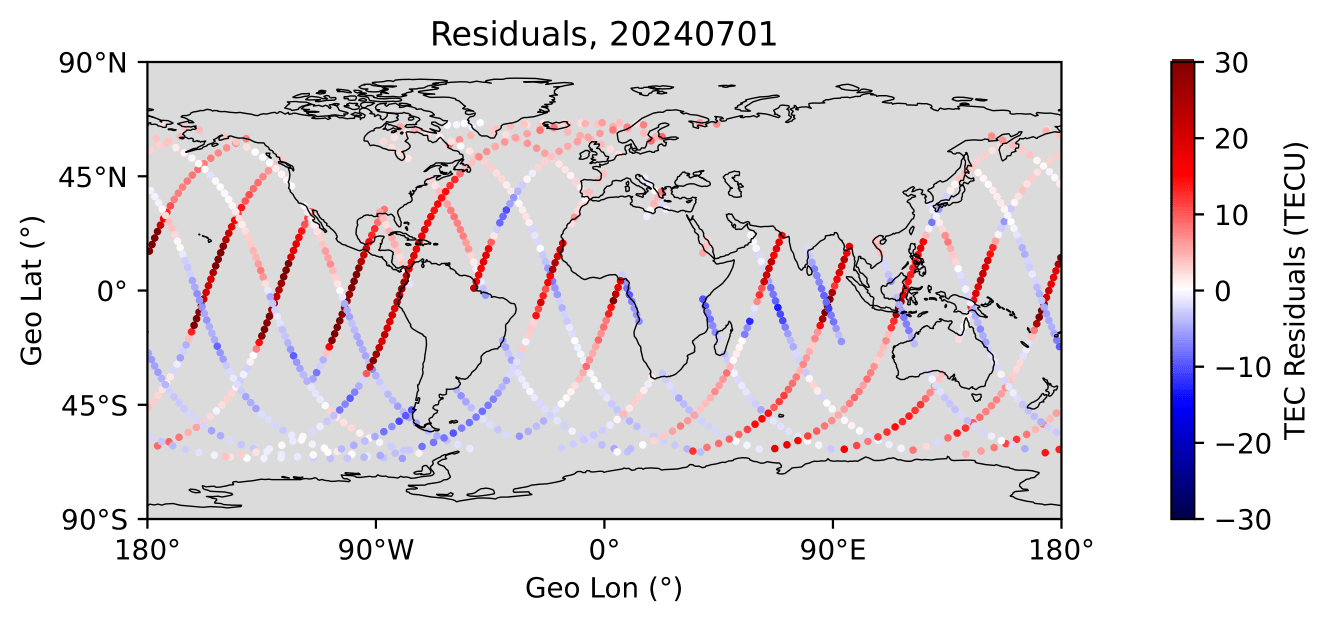 Residuals, 20240701
90°N
45°N
0°
45°S
90°S
180°
90°W
0°
90°E
180°
Geo Lon (°)
Geo Lat (°)
30
20
10
0
−10
−20
−30
TEC Residuals (TECU)